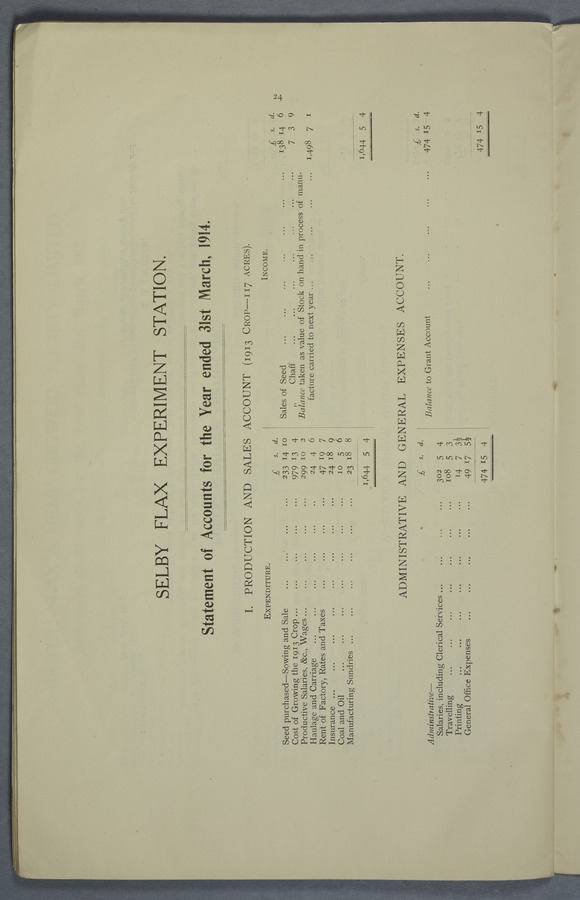 24
SELBY FLAX EXPERIMENT STATION.
Statement of Accounts for the Year ended 31st March, 1914.
I. PRODUCTION AND SALES ACCOUNT (1913 CROP—117 ACRES).
EXPENDITURE.
£ s. d.
Seed purchased—Sowing and Sale ... ... ... ... 233 14 10
Cost of Growing the 1913 Crop ... ... ... ... ... 979 13 4
Productive Salaries, &c., Wages ... ... ... ... ... 299 10 2
Haulage and Carriage ... ... ... ... ... .. 24 4 6
Rent of Factory, Rates and Taxes ... ... ... ... 47 19 7
Insurance ... ... ... ... ... ... ... 24 18 9
Coal and Oil ... ... ... ... ... ... 10 5 6
Manufacturing Sundries ... ... ... ... ... ... 23 18 8
1,644 5 4
INCOME.
£ s. d.
Sales of Seed ... ... ... ... ... ... ... 138 14 6
„ Chaff ... ... ... ... ... ... ... 7 3 9
Balance taken as value of Stock on hand in process of manu-
facture carried to next year ... ... ... ... ... 1,498 7 1
1,644 5 4
ADMINISTRATIVE AND GENERAL EXPENSES ACCOUNT.
£ s. d.
Administrative—
Salaries, including Clerical Services ... ... ... ... ... 302 5 4
Travelling ... ... ... ... ... ... ... 108 5 3
Printing ... ... ... ... ... ... ... 14 7 3½
General Office Expenses ... ... ... ... ... ... 49 17 5½
474 15 4
£ s. d.
Balance to Grant Account ... ... ... ... ... 474 15 4
474 15 4